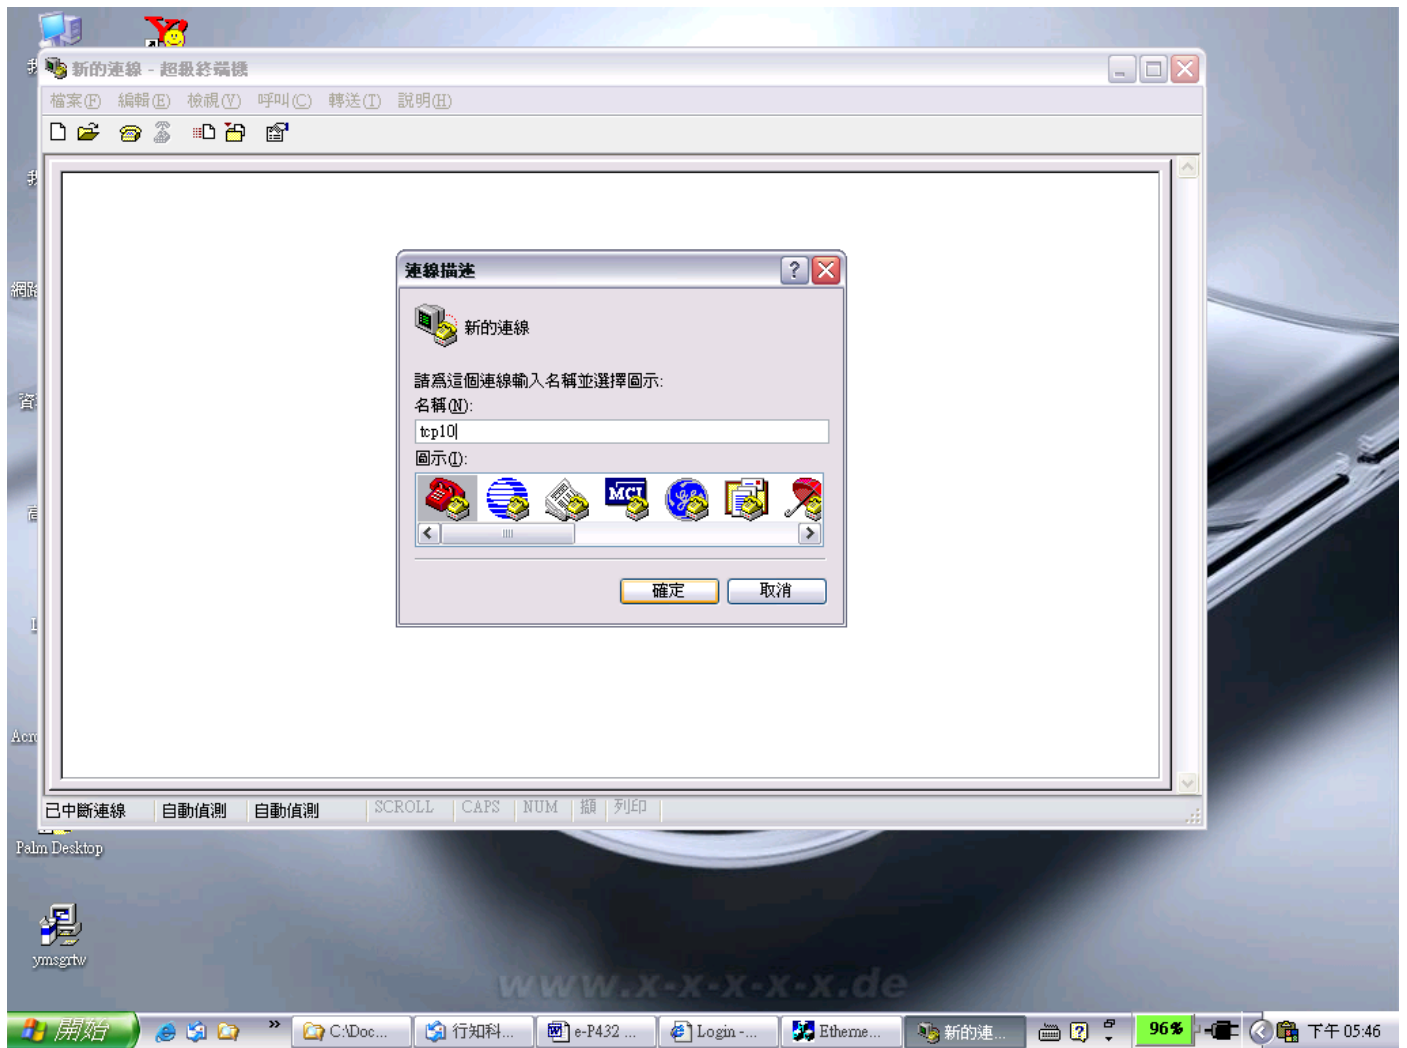 新的連線 - 超級終端機
檔案(F) 編輯(E) 檢視(V) 呼叫(C) 轉送(T) 說明(H)
連線描述
新的連線
請為這個連線輸入名稱並選擇圖示:
名稱(N):
tcp10
圖示(I):
MCI
確定 取消
已中斷連線 自動偵測 自動偵測 SCROLL CAPS NUM 擷 列印
Palm Desktop
ymsgrtw
www.x-x-x-x-x.de
開始 C:\Doc... 行知科... e-P432 ... Login -... Etherne... 新的連... 96% 下午 05:46